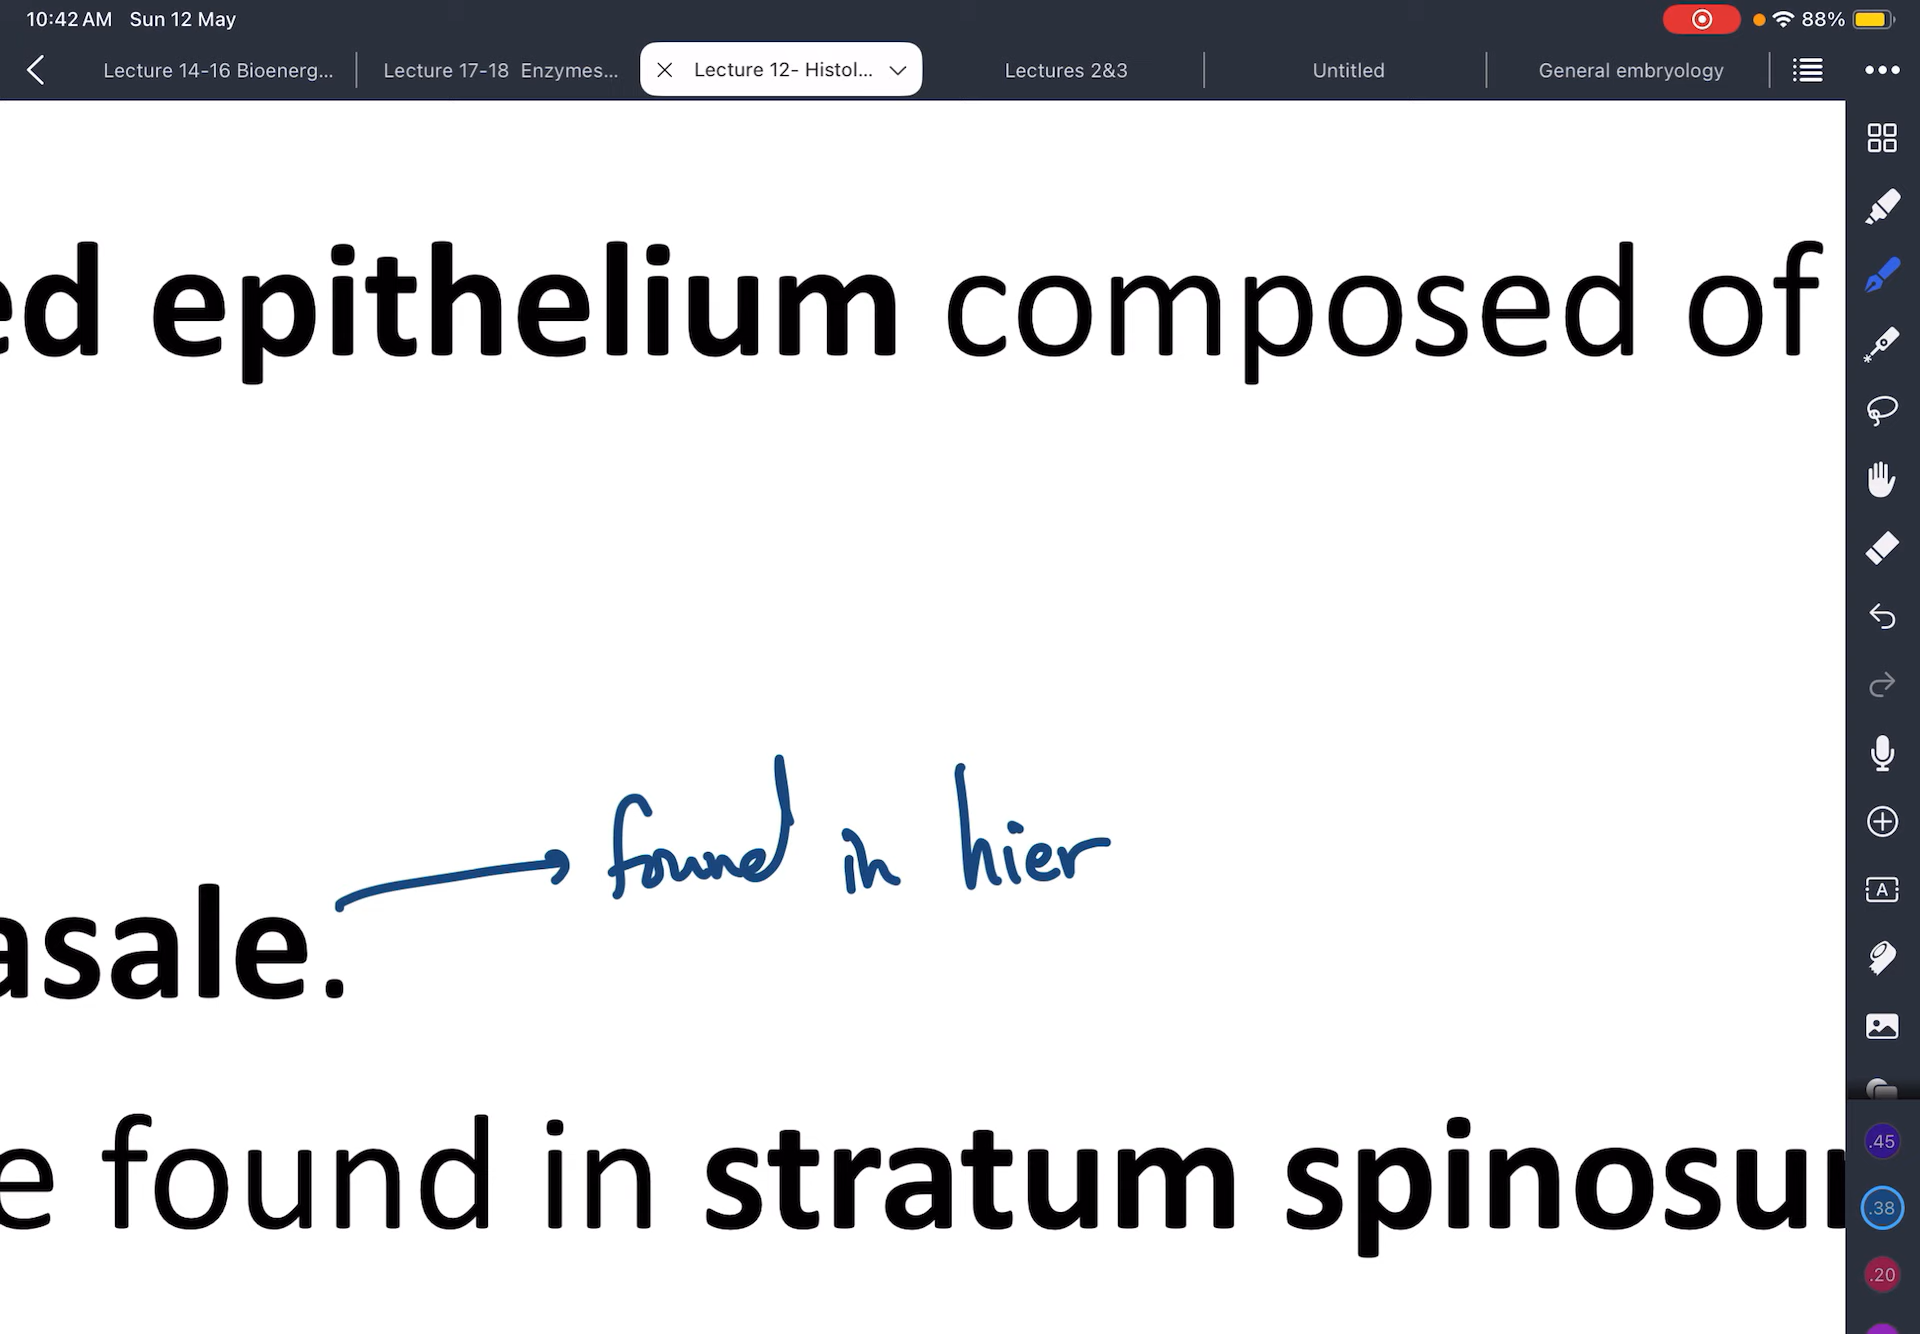 10:42 AM Sun 12 May 88%
Lecture 14-16 Bioenerg... Lecture 17-18 Enzymes... Lecture 12- Histol... Lectures 2&3 Untitled General embryology
ed epithelium composed of
found in hier
asale.
e found in stratum spinosu
A
.45
.38
.20